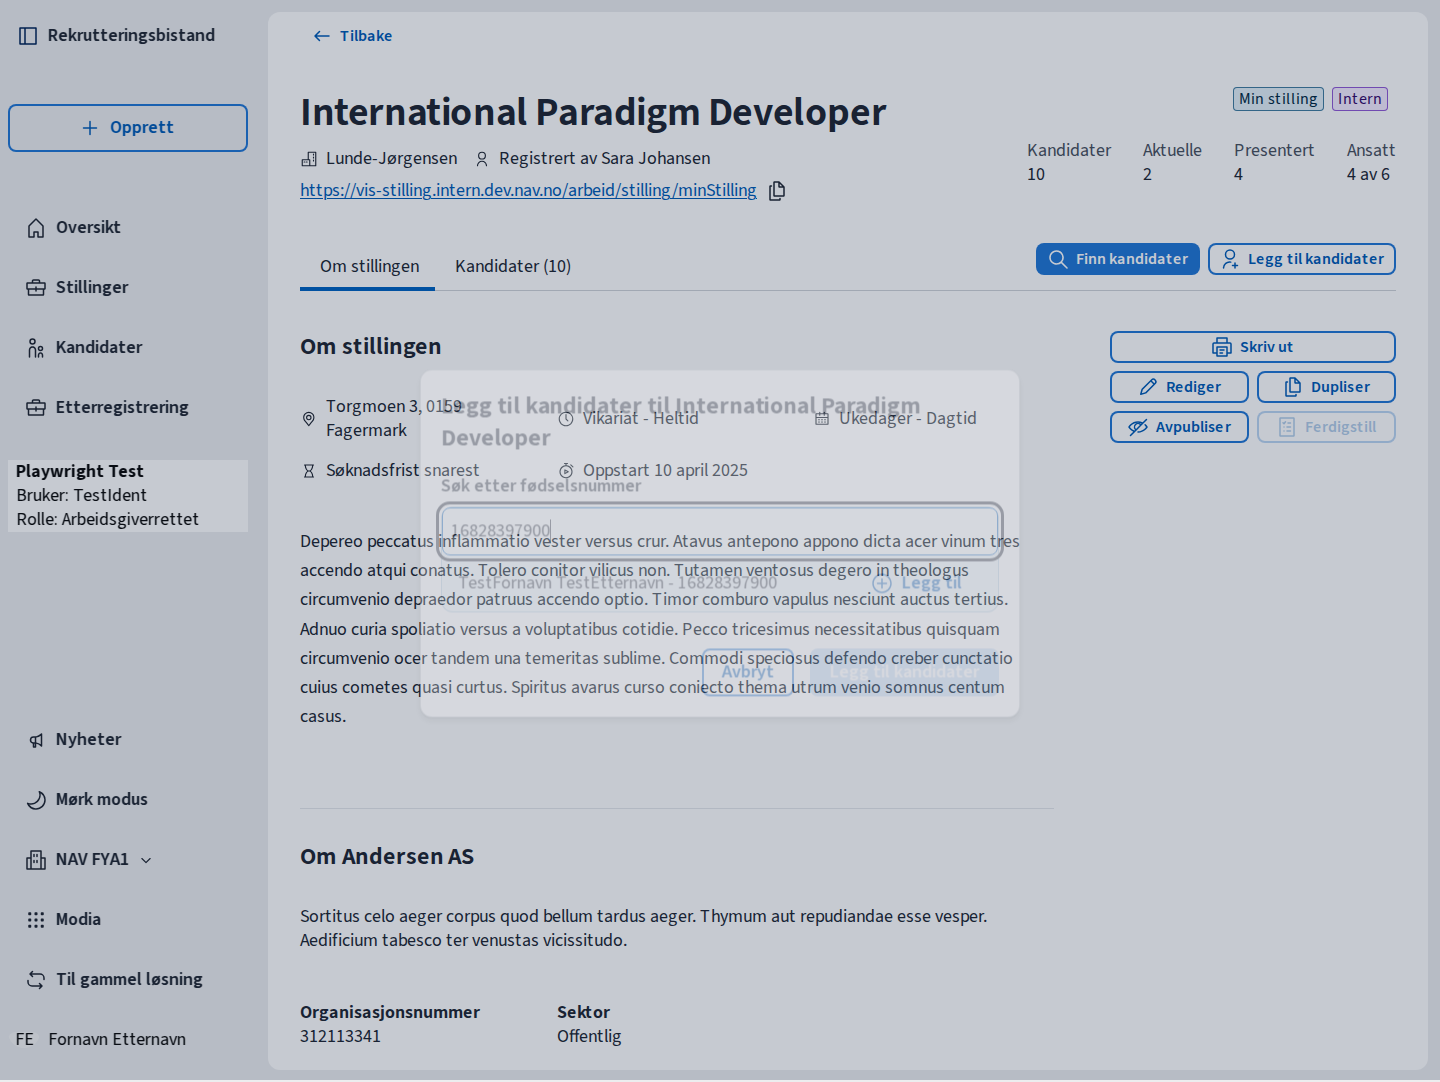 Rekrutteringsbistand
Opprett
Oversikt
Stillinger
Kandidater
Etterregistrering
Playwright Test
Bruker: TestIdent
Rolle: Arbeidsgiverrettet
Nyheter
Mørk modus
NAV FYA1
Modia
Til gammel løsning
FE Fornavn Etternavn
Tilbake
International Paradigm Developer
Min stilling Intern
Lunde-Jørgensen Registrert av Sara Johansen
https://vis-stilling.intern.dev.nav.no/arbeid/stilling/minStilling
Kandidater Aktuelle Presentert Ansatt
10 2 4 4 av 6
Om stillingen Kandidater (10)
Finn kandidater Legg til kandidater
Om stillingen
Skriv ut
Rediger Dupliser
Avpubliser Ferdigstill
Torgmoen 3, 0159
Fagermark
Vikariat - Heltid
Ukedager - Dagtid
Søknadsfrist snarest
Oppstart 10 april 2025
Depereo peccatus inflammatio vester versus crur. Atavus antepono appono dicta acer vinum tres
accendo atqui conatus. Tolero conitor vilicus non. Tutamen ventosus degero in theologus
circumvenio depraedor patruus accendo optio. Timor comburo vapulus nesciunt auctus tertius.
Adnuo curia spoliatio versus a voluptatibus cotidie. Pecco tricesimus necessitatibus quisquam
circumvenio ocer tandem una temeritas sublime. Commodi speciosus defendo creber cunctatio
cuius cometes quasi curtus. Spiritus avarus curso coniecto thema utrum venio somnus centum
casus.
Legg til kandidater til International Paradigm
Developer
Søk etter fødselsnummer
16828397900
TestFornavn TestEtternavn - 16828397900
Legg til
Avbryt Legg til kandidater
Om Andersen AS
Sortitus celo aeger corpus quod bellum tardus aeger. Thymum aut repudiandae esse vesper.
Aedificium tabesco ter venustas vicissitudo.
Organisasjonsnummer Sektor
312113341 Offentlig